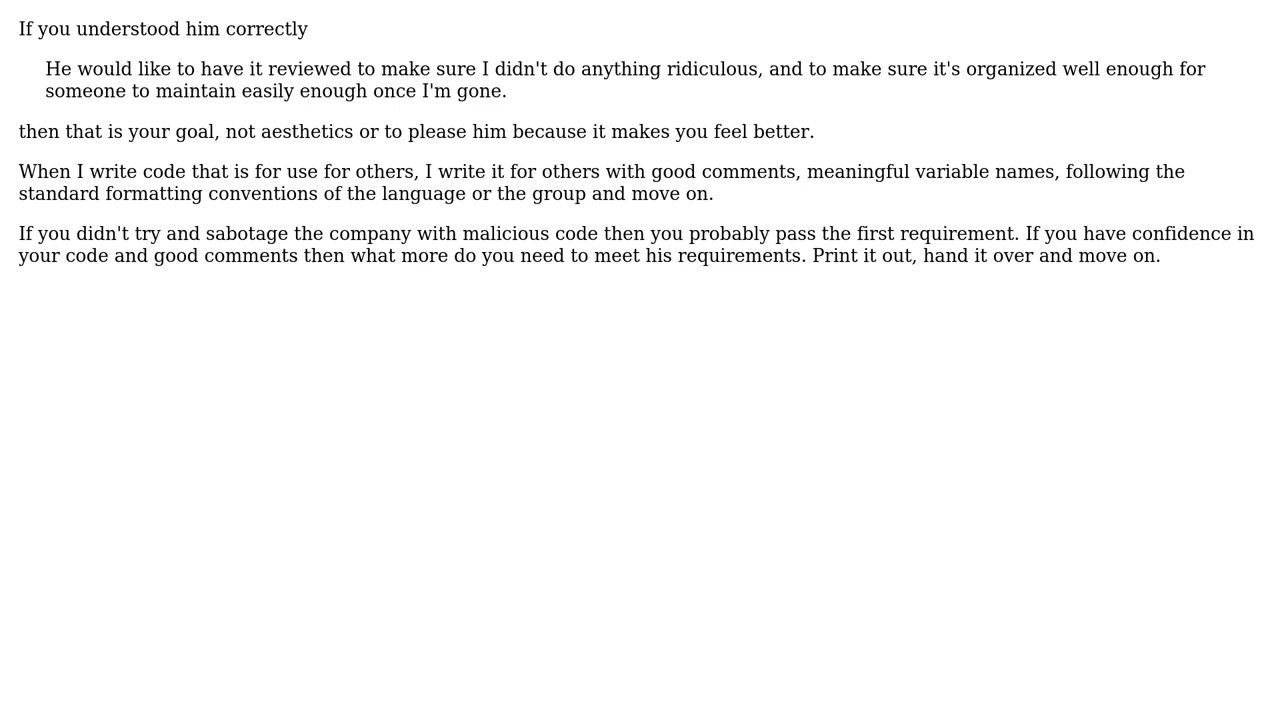 If you understood him correctly
He would like to have it reviewed to make sure I didn't do anything ridiculous, and to make sure it's organized well enough for
someone to maintain easily enough once I'm gone.
then that is your goal, not aesthetics or to please him because it makes you feel better.
When I write code that is for use for others, I write it for others with good comments, meaningful variable names, following the
standard formatting conventions of the language or the group and move on.
If you didn't try and sabotage the company with malicious code then you probably pass the first requirement. If you have confidence in
your code and good comments then what more do you need to meet his requirements. Print it out, hand it over and move on.